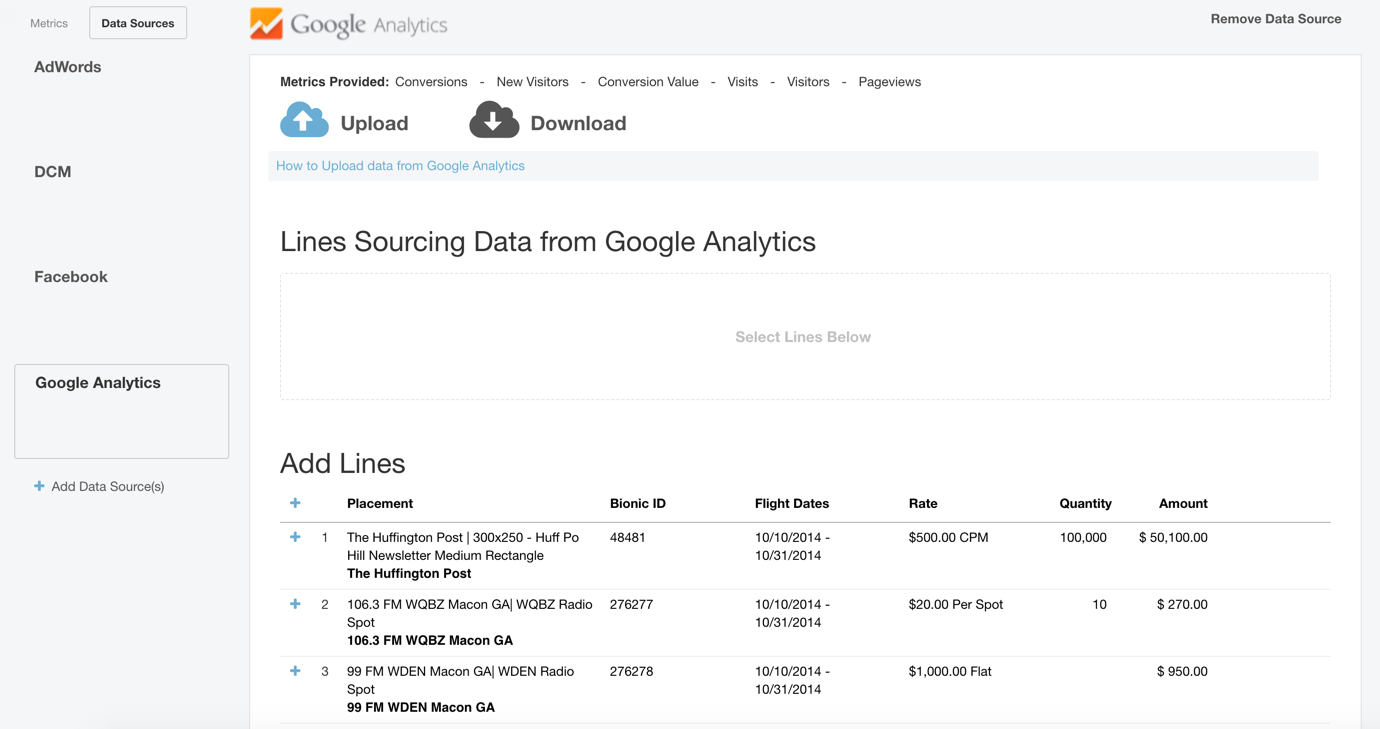 Metrics
Data Sources
Google Analytics
Remove Data Source
AdWords
DCM
Facebook
Google Analytics
+ Add Data Source(s)
Metrics Provided: Conversions - New Visitors - Conversion Value - Visits - Visitors - Pageviews
Upload
Download
How to Upload data from Google Analytics
Lines Sourcing Data from Google Analytics
Select Lines Below
Add Lines
+ Placement Bionic ID Flight Dates Rate Quantity Amount
+ 1 The Huffington Post | 300x250 - Huff Po 48481 10/10/2014 - $500.00 CPM 100,000 $ 50,100.00
Hill Newsletter Medium Rectangle 10/31/2014
The Huffington Post
+ 2 106.3 FM WQBZ Macon GA| WQBZ Radio 276277 10/10/2014 - $20.00 Per Spot 10 $ 270.00
Spot 10/31/2014
106.3 FM WQBZ Macon GA
+ 3 99 FM WDEN Macon GA| WDEN Radio 276278 10/10/2014 - $1,000.00 Flat $ 950.00
Spot 10/31/2014
99 FM WDEN Macon GA